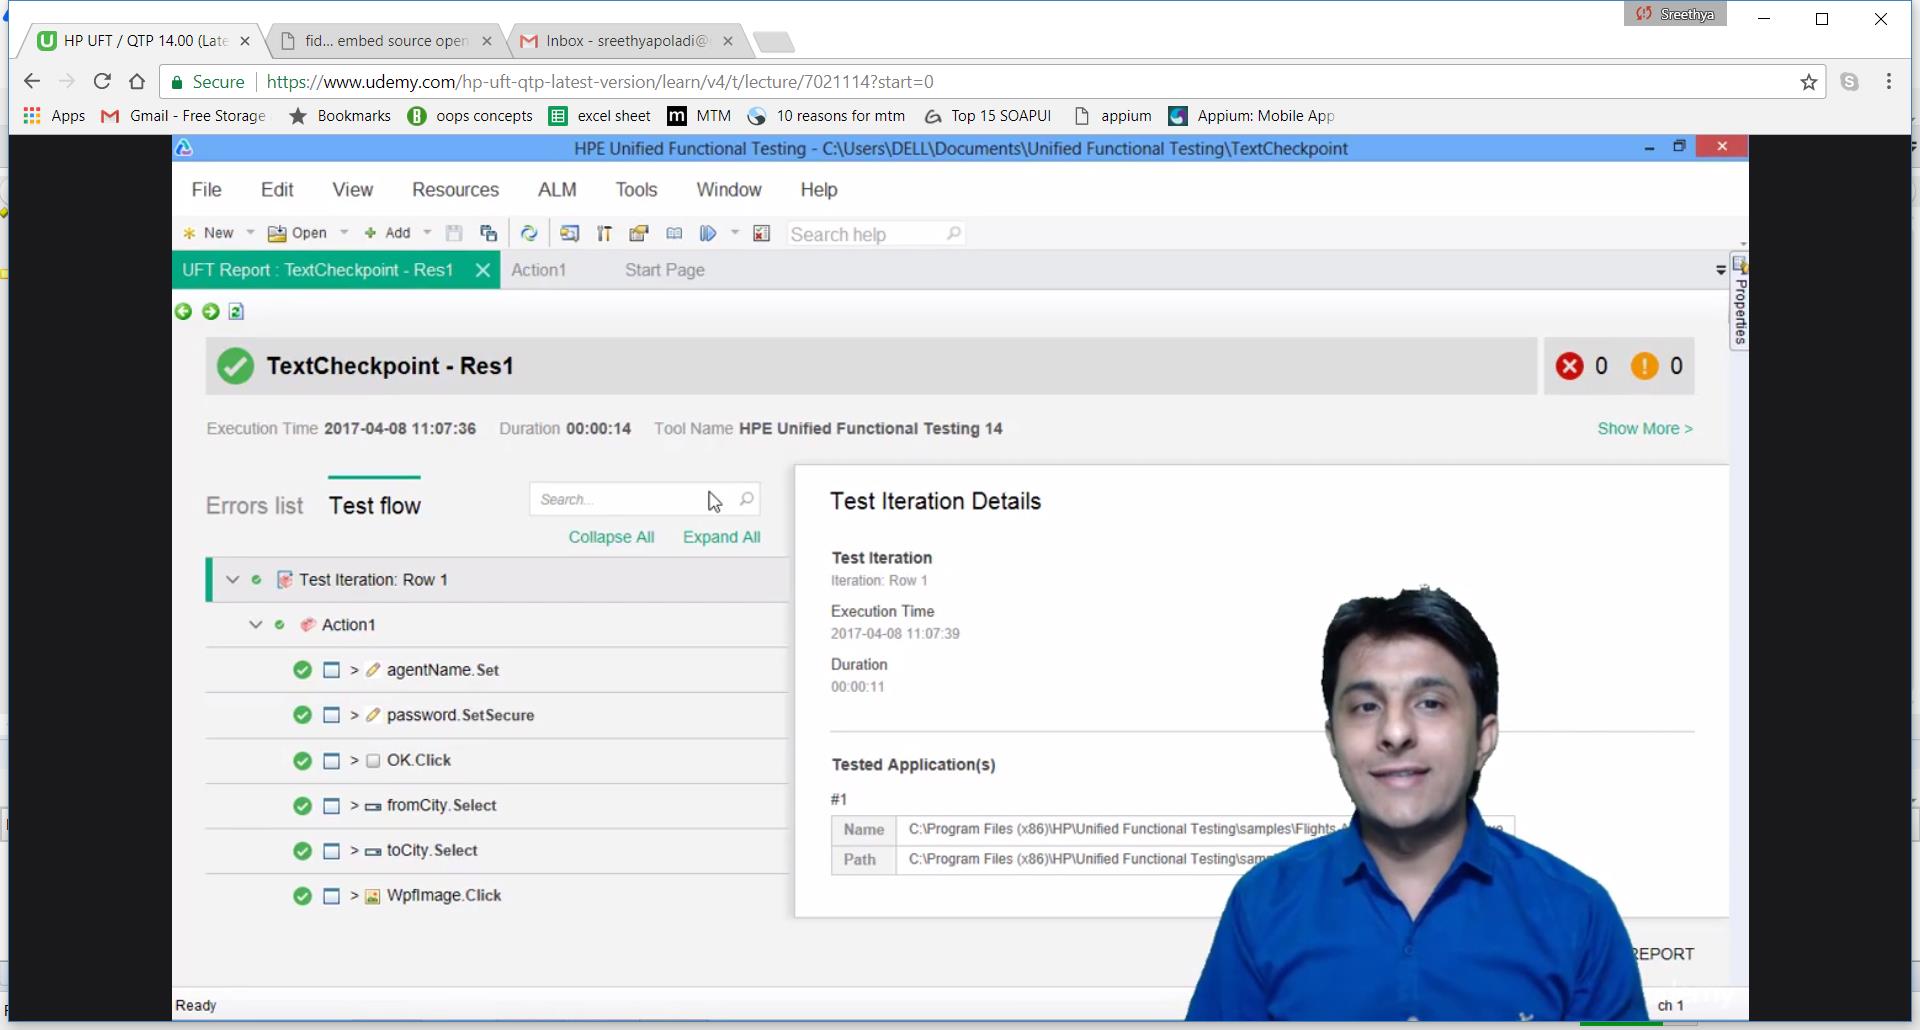 Sreethya
HP UFT / QTP 14.00 (Late
fid... embed source open
Inbox - sreethyapoladi@
Secure https://www.udemy.com/hp-uft-qtp-latest-version/learn/v4/t/lecture/7021114?start=0
Apps Gmail - Free Storage Bookmarks B oops concepts excel sheet m MTM 10 reasons for mtm Top 15 SOAPUI appium Appium: Mobile App
HPE Unified Functional Testing - C:\Users\DELL\Documents\Unified Functional Testing\TextCheckpoint
File Edit View Resources ALM Tools Window Help
New Open Add Search help
UFT Report : TextCheckpoint - Res1 Action1 Start Page
Properties
TextCheckpoint - Res1 0 0
Execution Time 2017-04-08 11:07:36 Duration 00:00:14 Tool Name HPE Unified Functional Testing 14 Show More >
Errors list Test flow Search...
Collapse All Expand All
Test Iteration: Row 1
Action1
> agentName.Set
> password.SetSecure
> OK.Click
> fromCity.Select
> toCity.Select
> WpfImage.Click
Test Iteration Details
Test Iteration
Iteration: Row 1
Execution Time
2017-04-08 11:07:39
Duration
00:00:11
Tested Application(s)
#1
Name C:\Program Files (x86)\HP\Unified Functional Testing\samples\Flights
Path C:\Program Files (x86)\HP\Unified Functional Testing\sam
REPORT
Ready ch 1